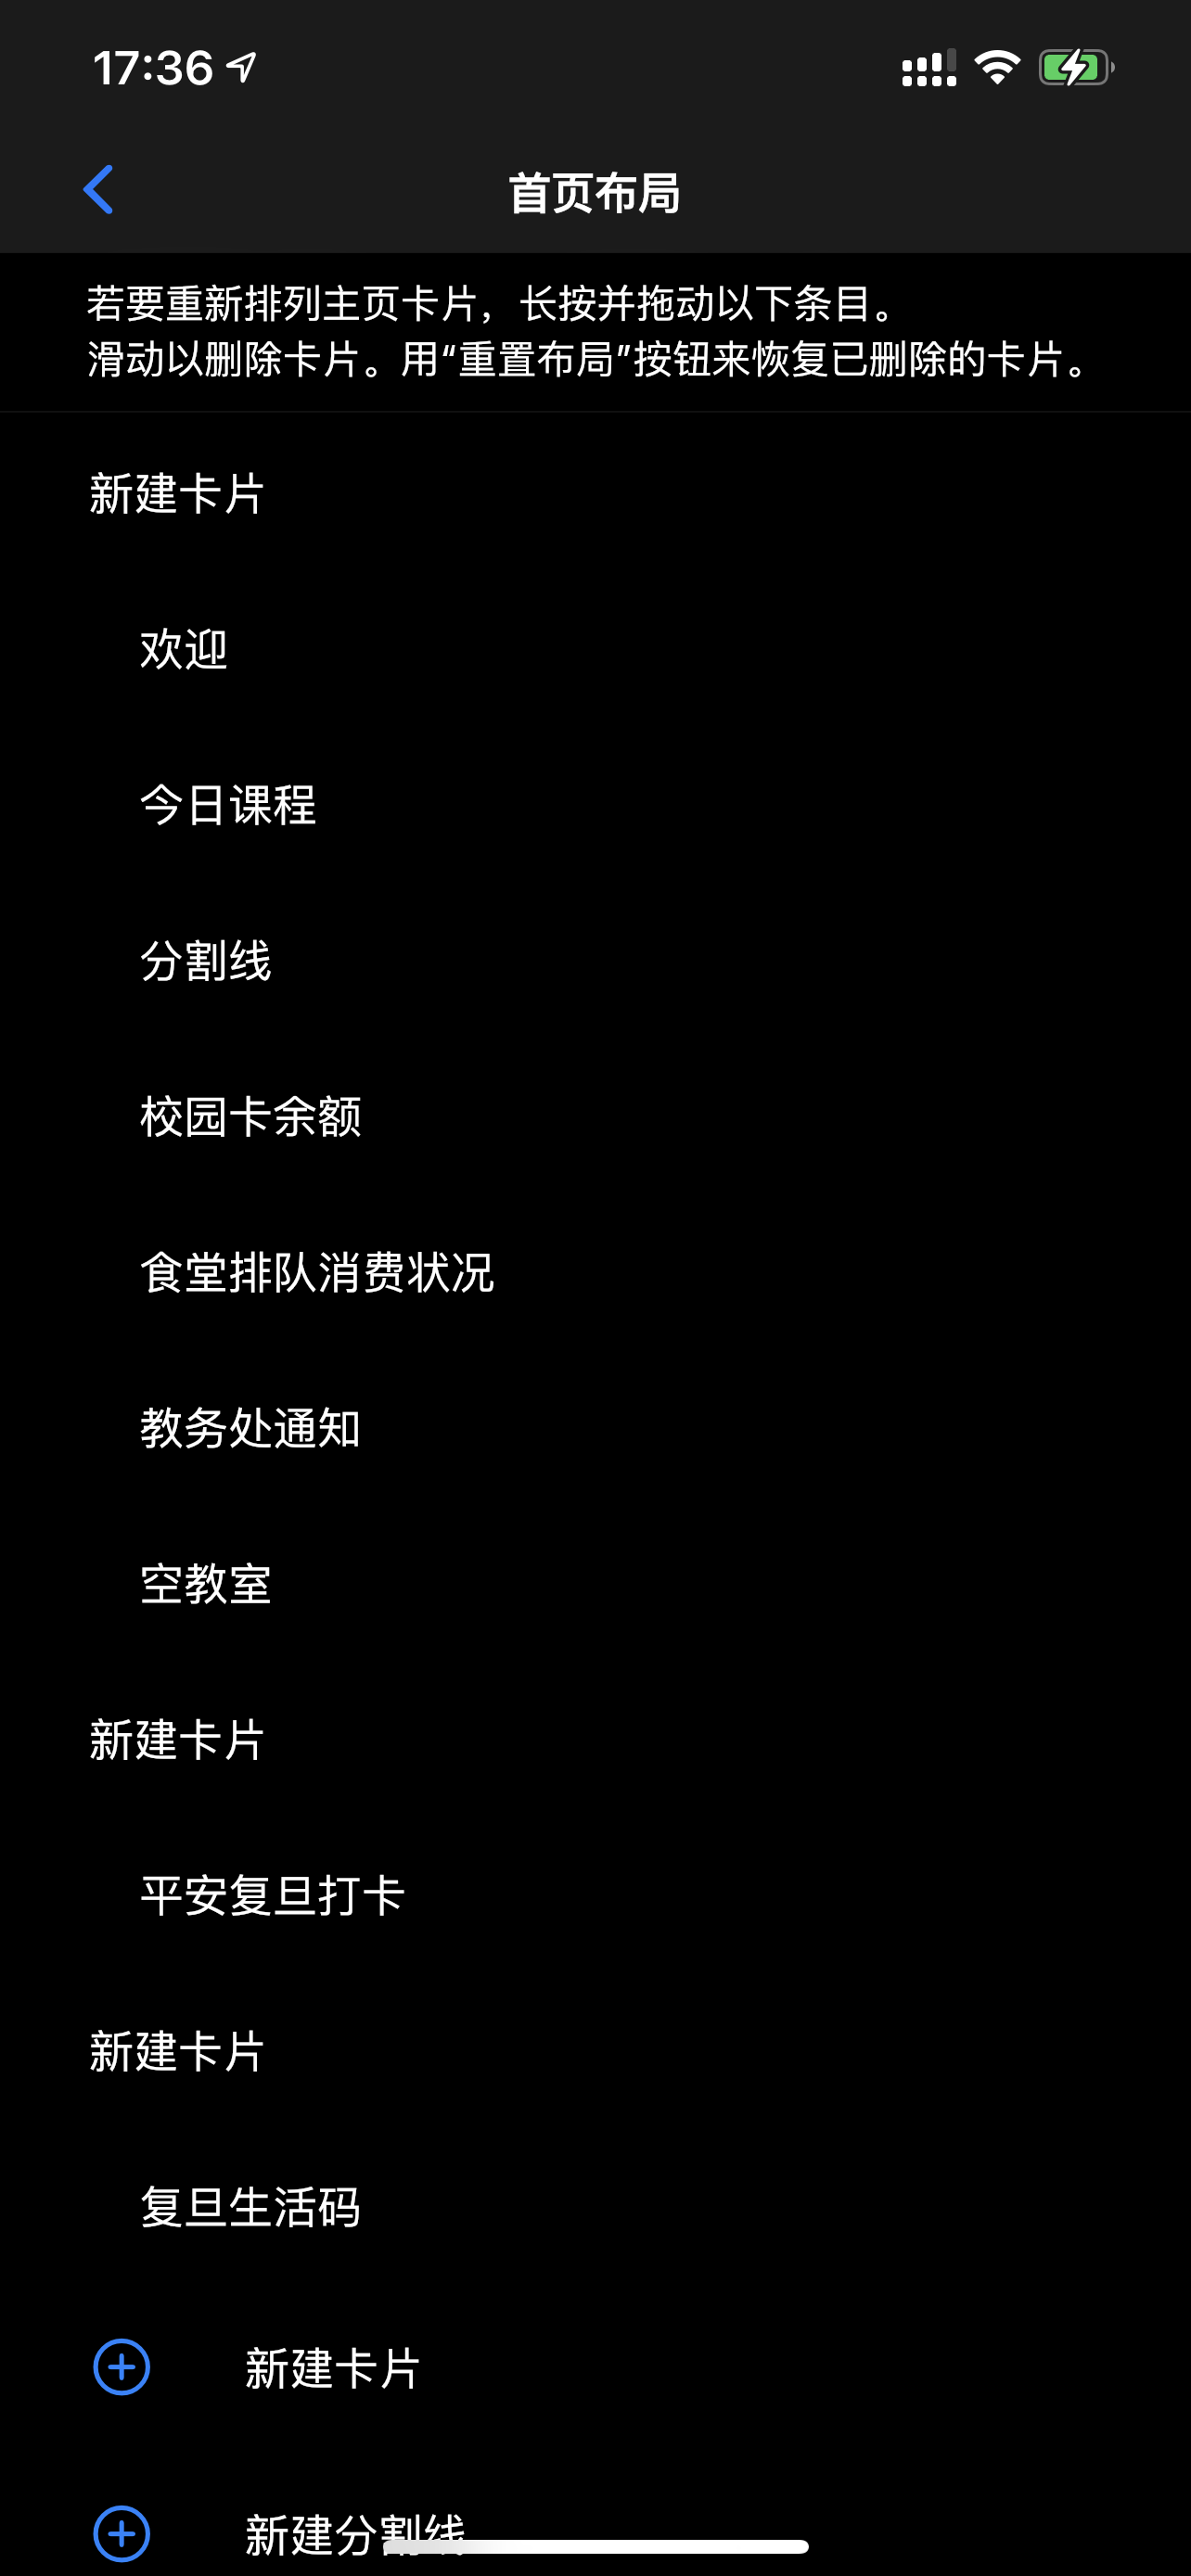 17:36
首页布局
若要重新排列主页卡片，长按并拖动以下条目。
滑动以删除卡片。用“重置布局”按钮来恢复已删除的卡片。
新建卡片
欢迎
今日课程
分割线
校园卡余额
食堂排队消费状况
教务处通知
空教室
新建卡片
平安复旦打卡
新建卡片
复旦生活码
新建卡片
新建分割线